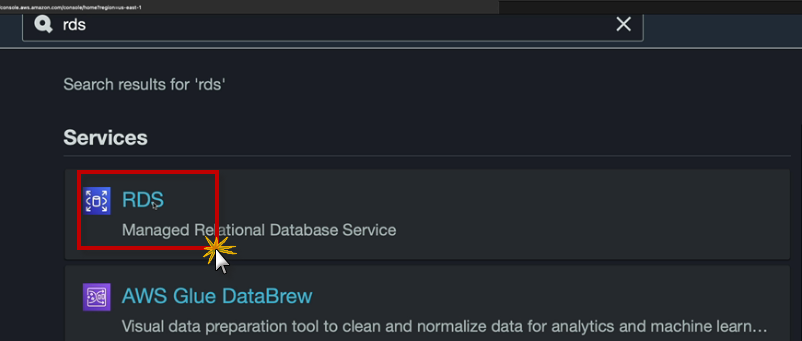 console.aws.amazon.com/console/home?region=us-east-1
rds
Search results for 'rds'
Services
RDS
Managed Relational Database Service
AWS Glue DataBrew
Visual data preparation tool to clean and normalize data for analytics and machine learn...